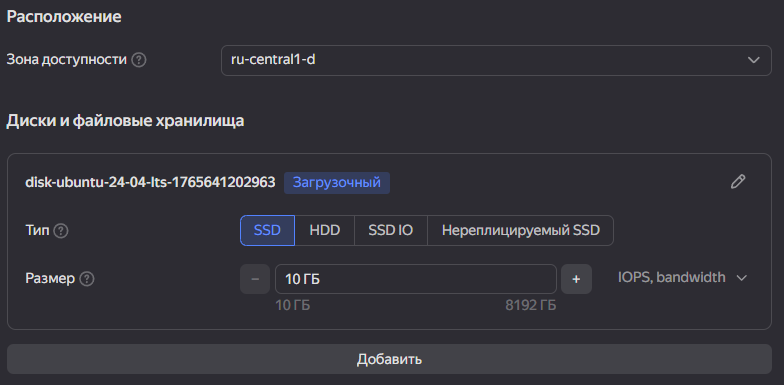 Расположение
Зона доступности ru-central1-d
Диски и файловые хранилища
disk-ubuntu-24-04-lts-1765641202963 Загрузочный
Тип SSD HDD SSD IO Нереплицируемый SSD
Размер − 10 ГБ + IOPS, bandwidth
10 ГБ 8192 ГБ
Добавить